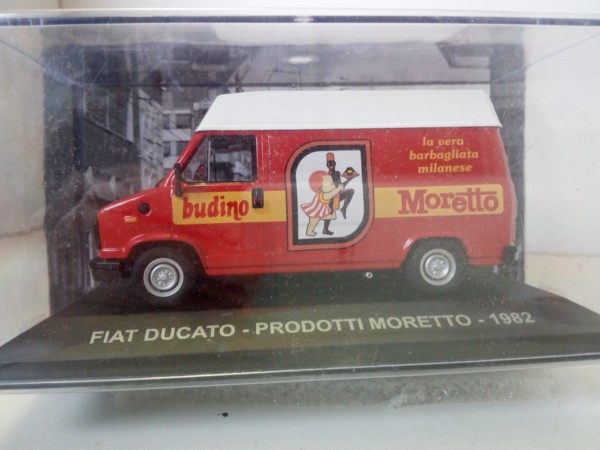 la vera
barbagliata
milanese
budino
Moretto
FIAT DUCATO - PRODOTTI MORETTO - 1982